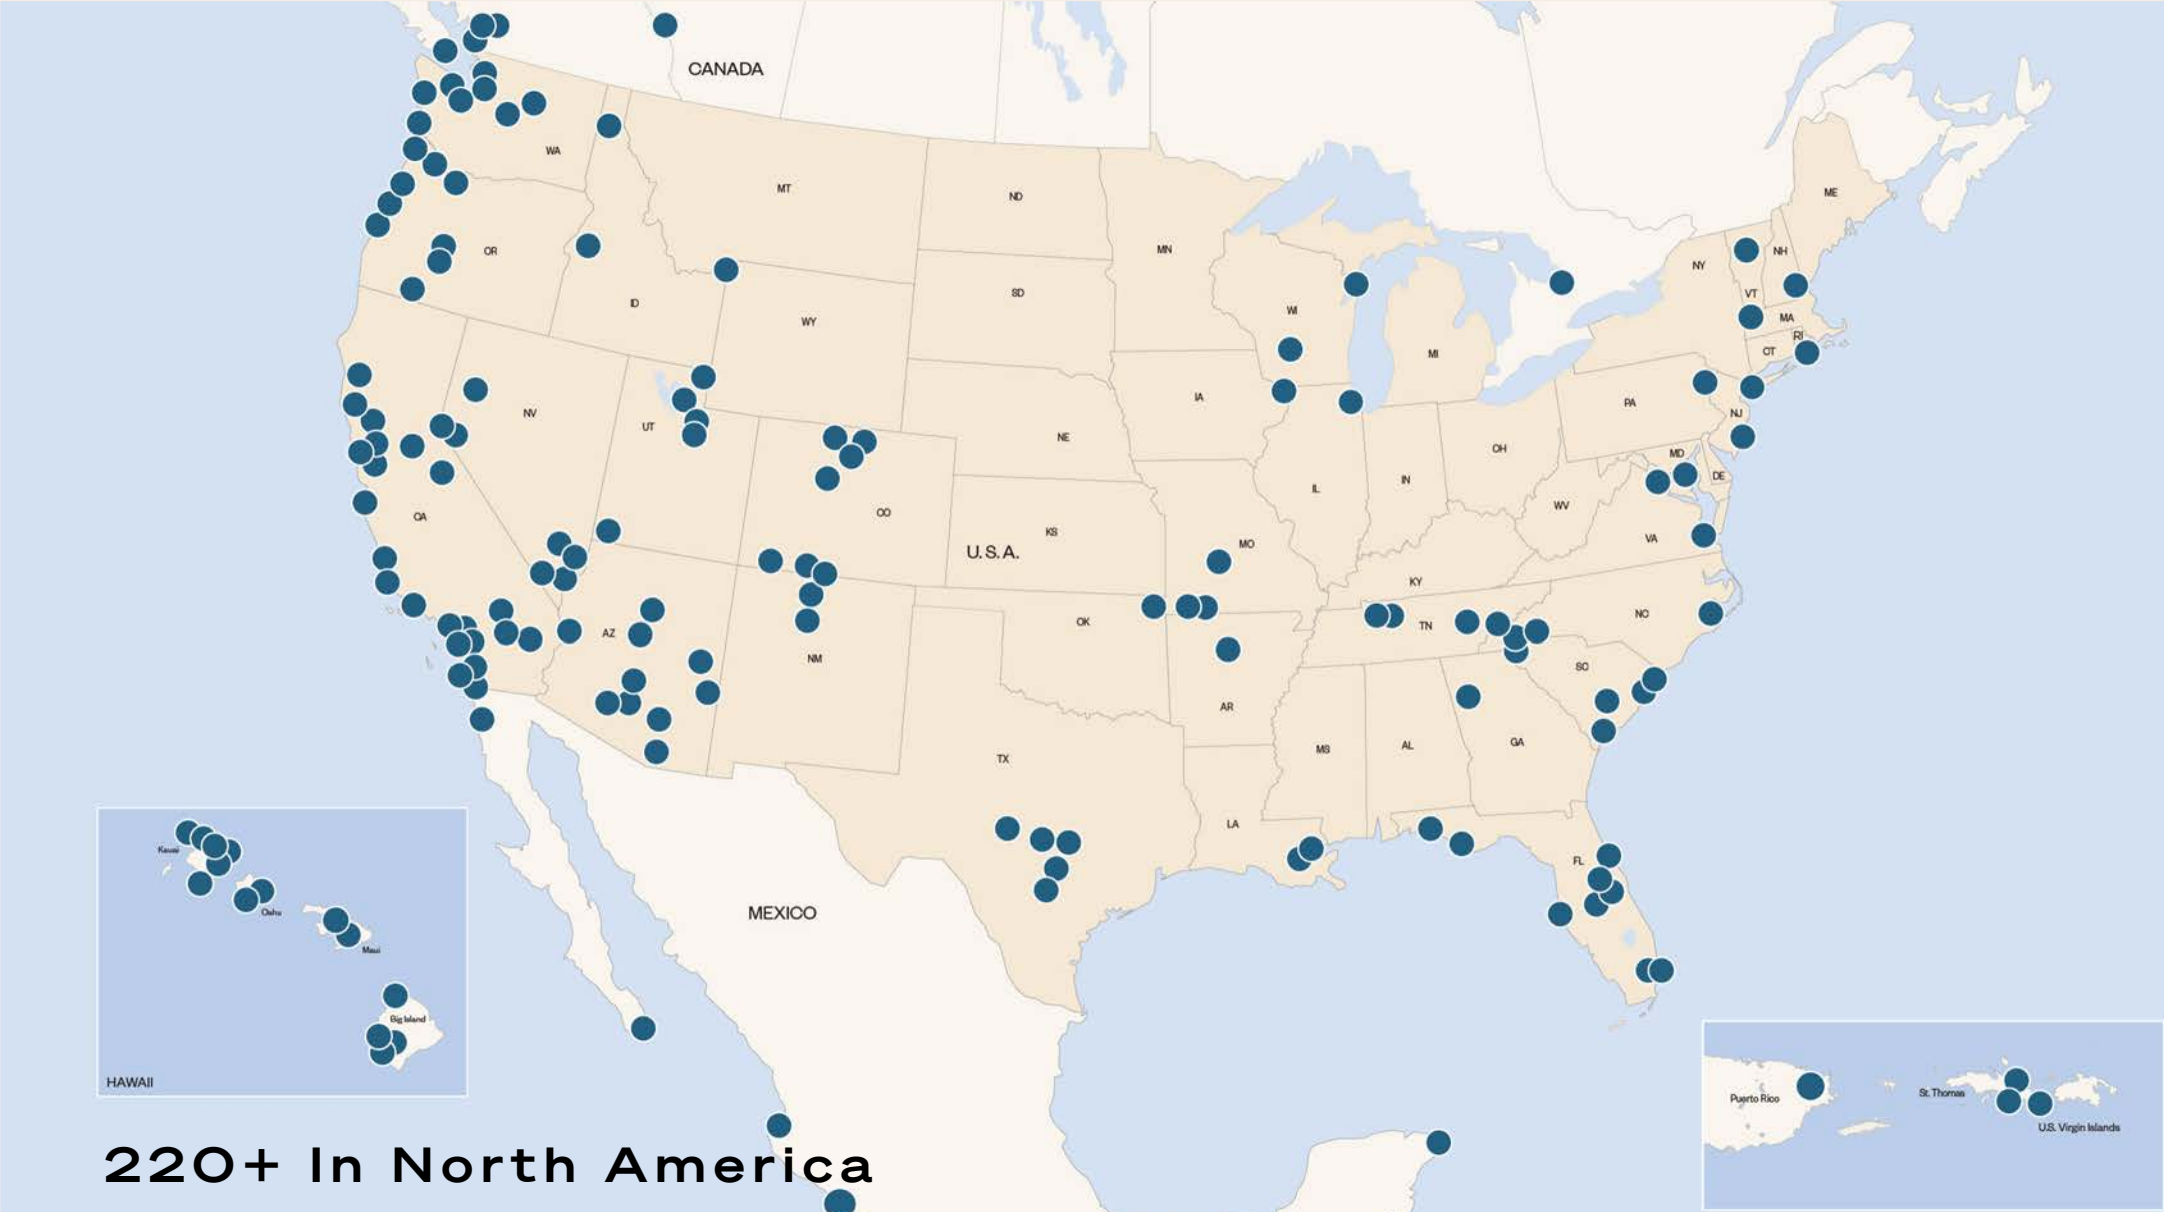 CANADA
WA
MT
ND
MN
ME
OR
ID
WY
SD
WI
MI
NY
VT
NH
MA
RI
CT
NV
UT
CA
CO
NE
IA
IL
IN
OH
PA
NJ
MD
DE
WV
VA
KS
U.S.A.
MO
KY
AZ
NM
OK
AR
TN
NC
SC
TX
LA
MS
AL
GA
FL
MEXICO
Kauai
Oahu
Maui
Big Island
HAWAII
Puerto Rico
St. Thomas
U.S. Virgin Islands
220+ In North America